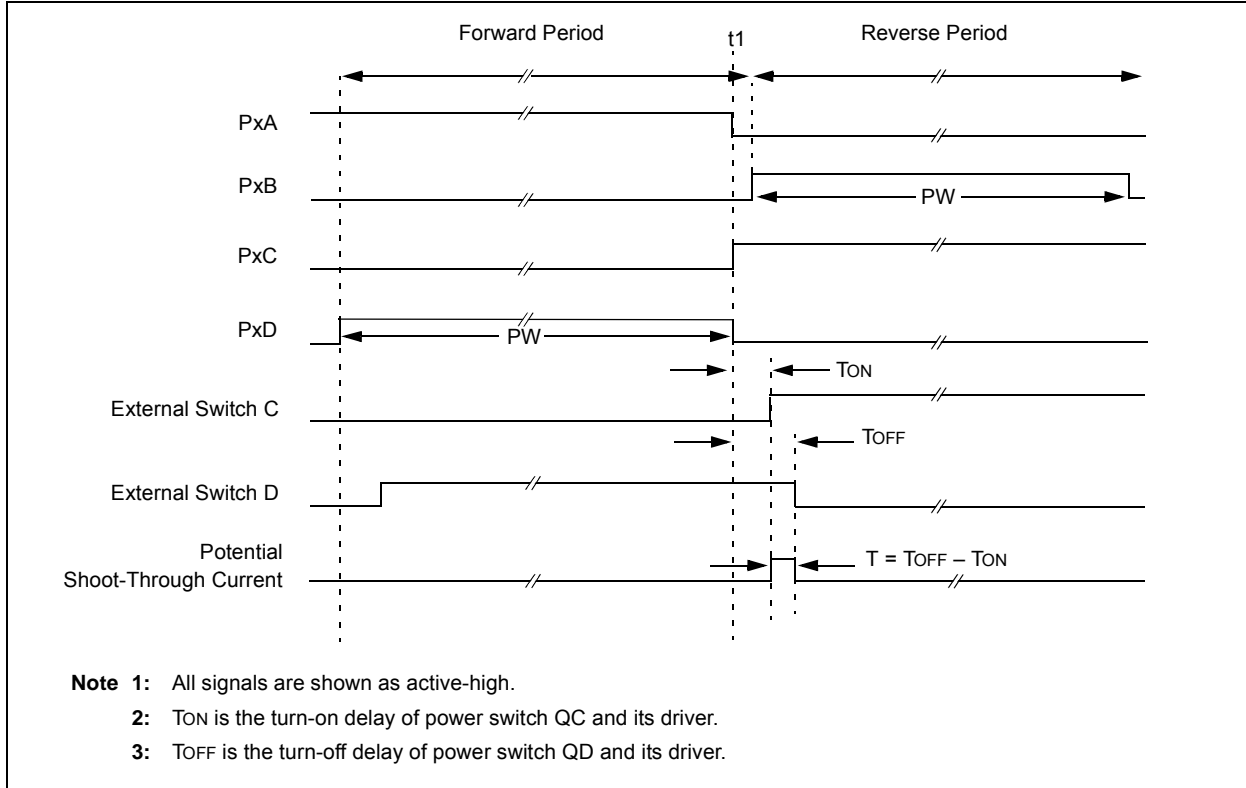 Forward Period
t1
Reverse Period
PxA
PxB
PW
PxC
PxD
PW
TON
External Switch C
TOFF
External Switch D
Potential
Shoot-Through Current
T = TOFF – TON
Note 1: All signals are shown as active-high.
2: TON is the turn-on delay of power switch QC and its driver.
3: TOFF is the turn-off delay of power switch QD and its driver.